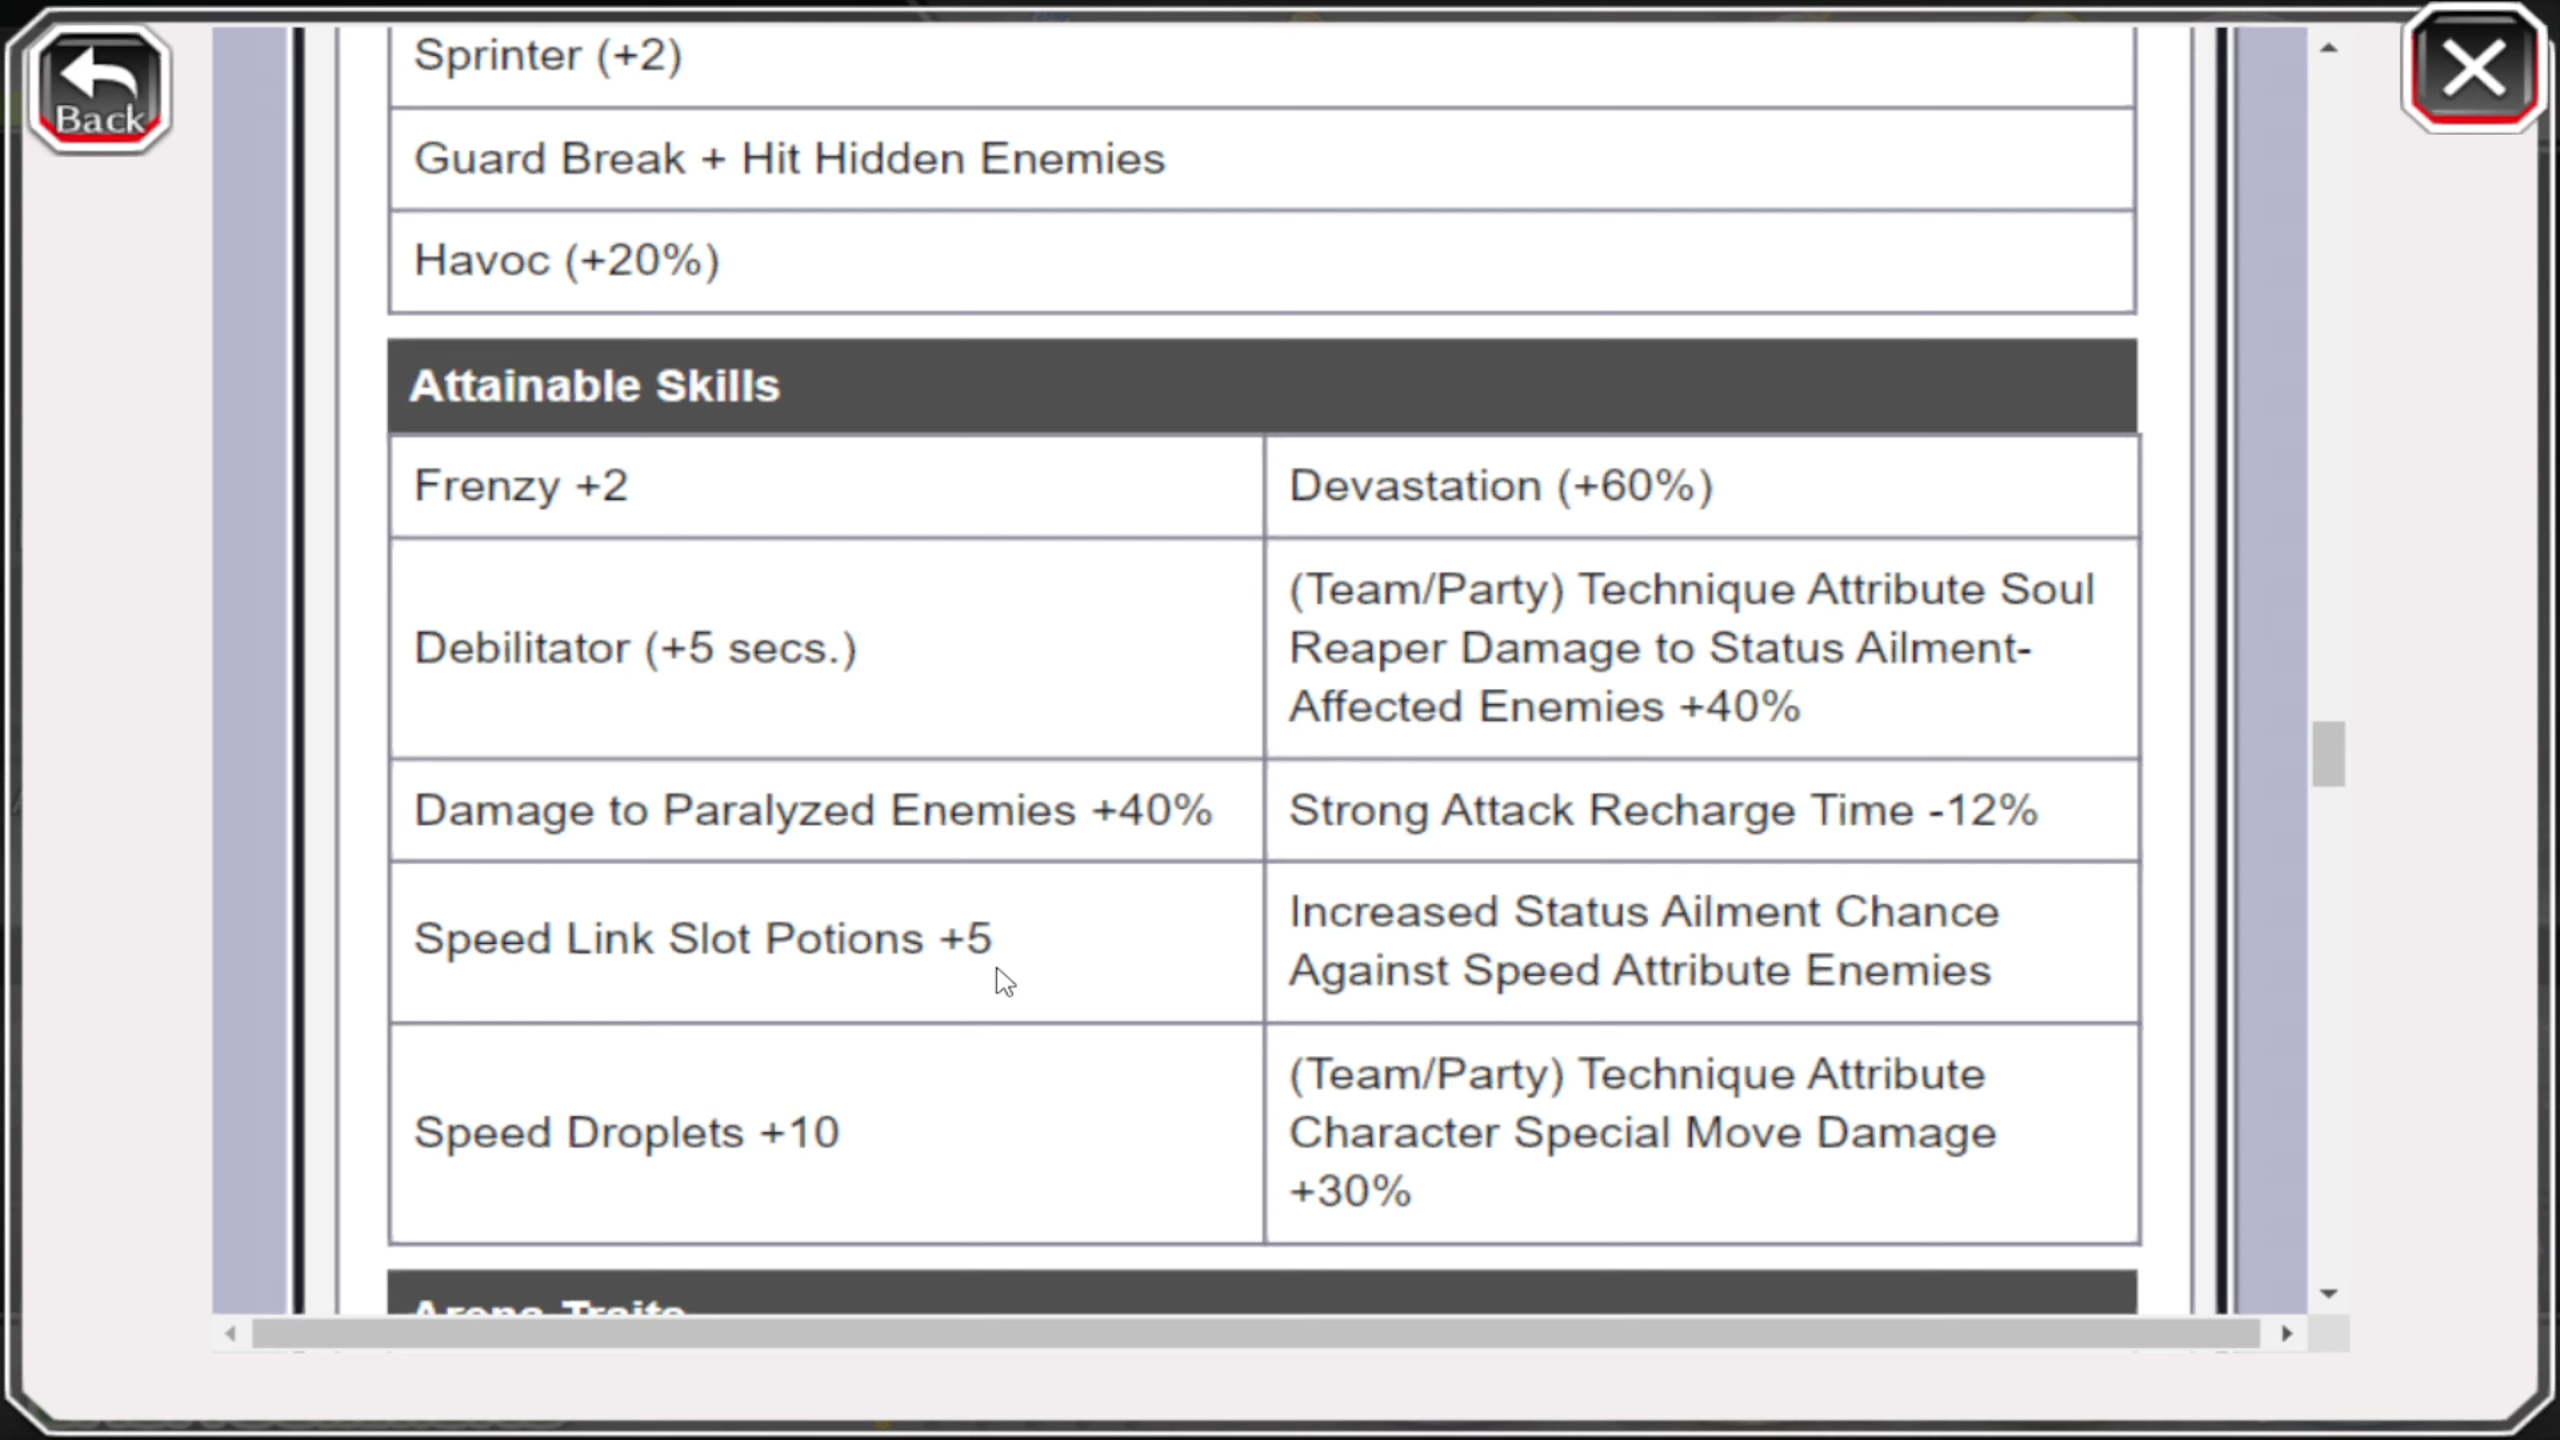 Back
Sprinter (+2)
Guard Break + Hit Hidden Enemies
Havoc (+20%)
Attainable Skills
Frenzy +2
Devastation (+60%)
Debilitator (+5 secs.)
(Team/Party) Technique Attribute Soul
Reaper Damage to Status Ailment-
Affected Enemies +40%
Damage to Paralyzed Enemies +40%
Strong Attack Recharge Time -12%
Speed Link Slot Potions +5
Increased Status Ailment Chance
Against Speed Attribute Enemies
Speed Droplets +10
(Team/Party) Technique Attribute
Character Special Move Damage
+30%
Arena Traits